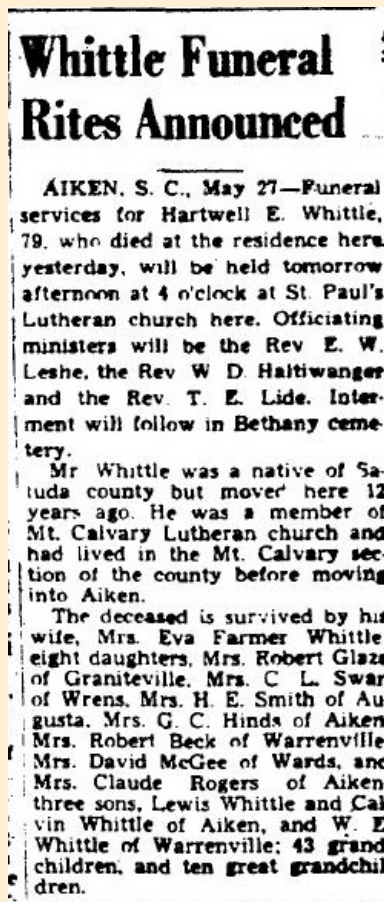 Whittle Funeral
Rites Announced
AIKEN, S. C., May 27—Funeral
services for Hartwell E. Whittle,
79, who died at the residence here
yesterday, will be held tomorrow
afternoon at 4 o'clock at St. Paul's
Lutheran church here. Officiating
ministers will be the Rev E. W.
Leshe, the Rev W D. Haltiwanger
and the Rev. T. E. Lide. Inter-
ment will follow in Bethany ceme-
tery.
Mr Whittle was a native of Sa-
luda county but moved here 12
years ago. He was a member of
Mt. Calvary Lutheran church and
had lived in the Mt. Calvary sec-
tion of the county before moving
into Aiken.
The deceased is survived by his
wife, Mrs. Eva Farmer Whittle
eight daughters, Mrs. Robert Glaze
of Graniteville, Mrs. C L. Swan
of Wrens, Mrs. H. E. Smith of Au
gusta, Mrs. G. C. Hinds of Aiken
Mrs. Robert Beck of Warrenville
Mrs. David McGee of Wards, and
Mrs. Claude Rogers of Aiken
three sons, Lewis Whittle and Cal
vin Whittle of Aiken, and W. E
Whittle of Warrenville; 43 grand
children, and ten great grandchil
dren.